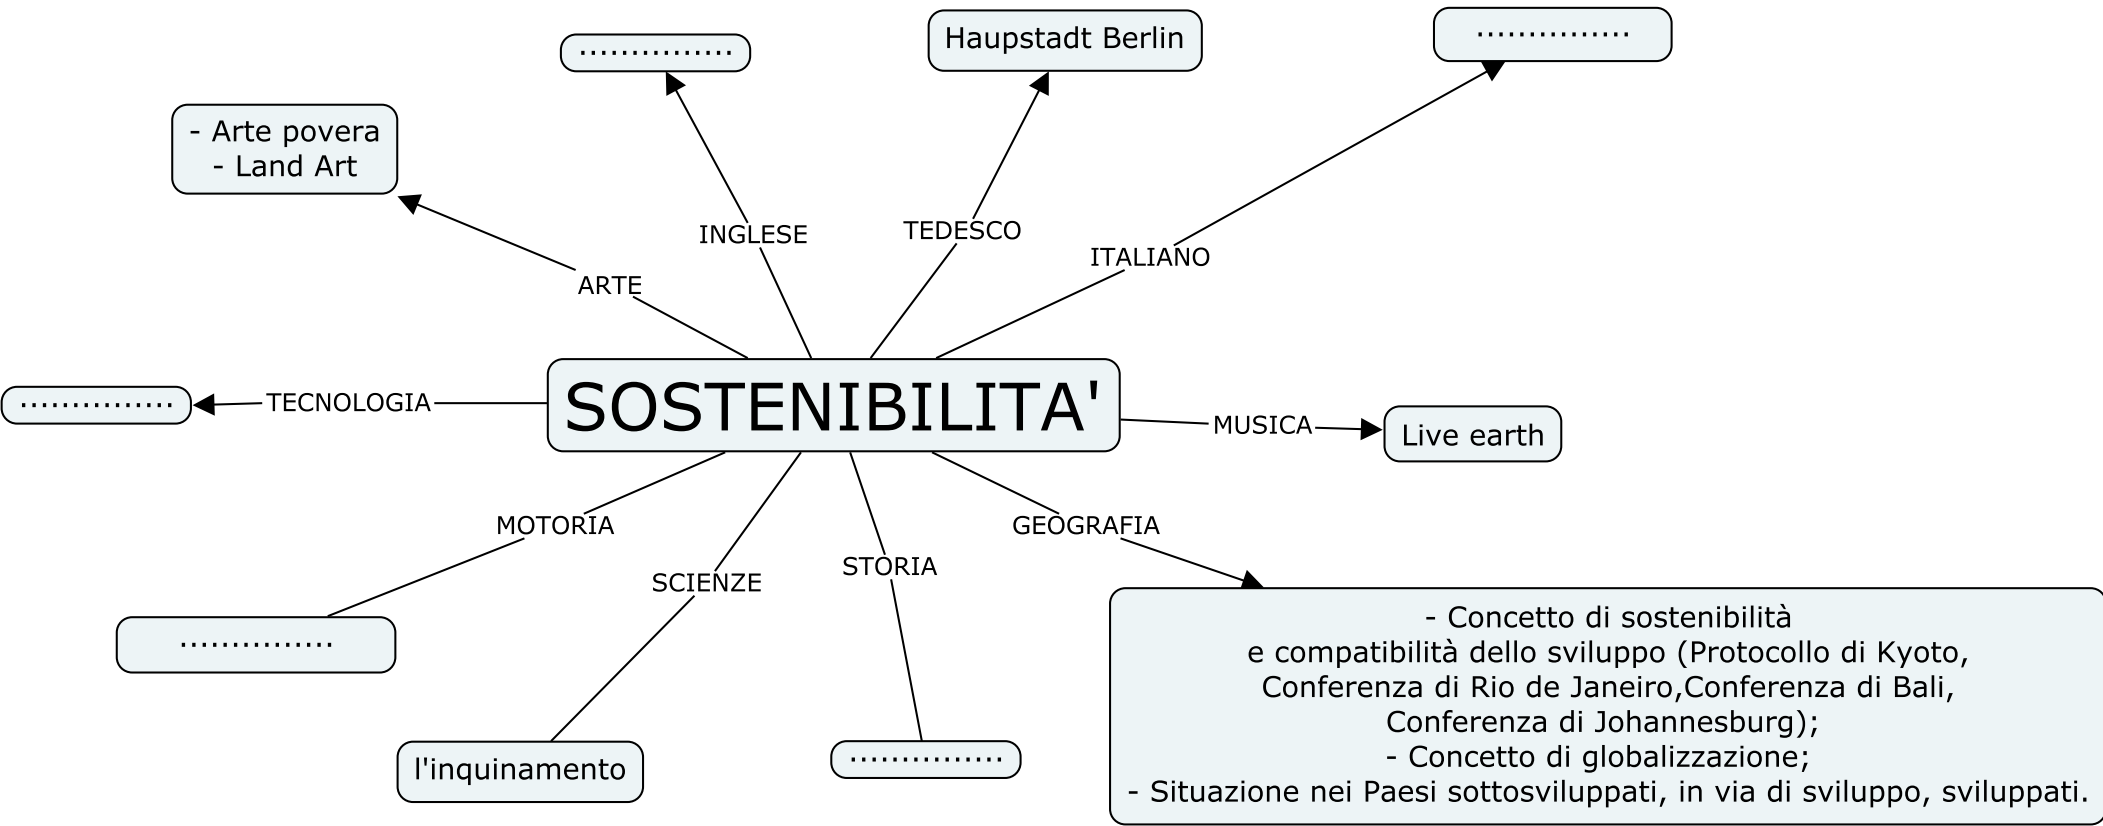 Haupstadt Berlin
...............
...............
- Arte povera
- Land Art
INGLESE
TEDESCO
ITALIANO
ARTE
SOSTENIBILITA'
...............
TECNOLOGIA
MUSICA
Live earth
MOTORIA
GEOGRAFIA
STORIA
SCIENZE
...............
- Concetto di sostenibilità
e compatibilità dello sviluppo (Protocollo di Kyoto,
Conferenza di Rio de Janeiro,Conferenza di Bali,
Conferenza di Johannesburg);
- Concetto di globalizzazione;
- Situazione nei Paesi sottosviluppati, in via di sviluppo, sviluppati.
l'inquinamento
...............